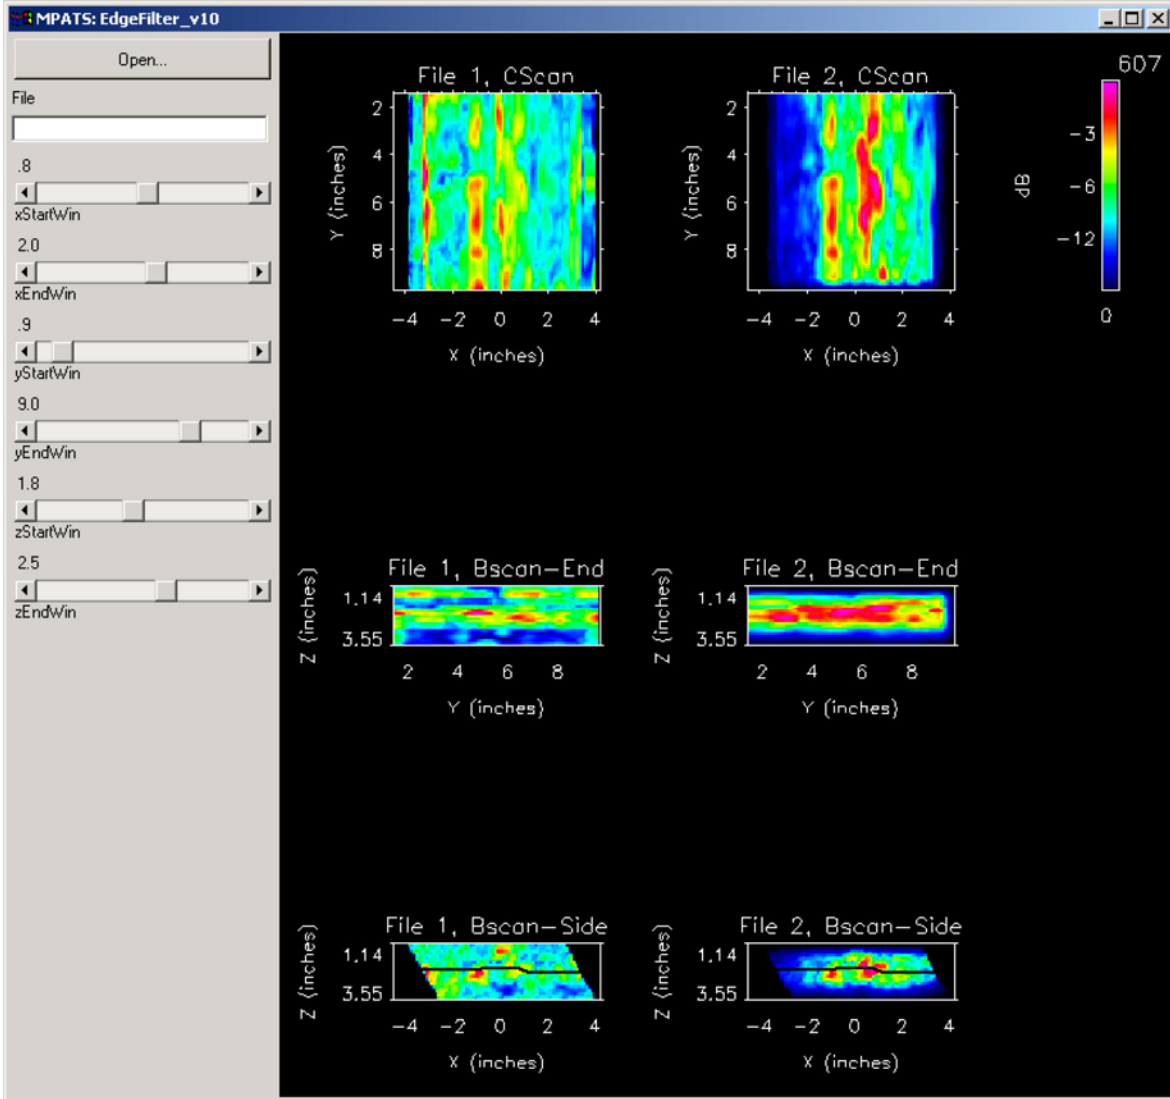 MPATS: EdgeFilter_v10
Open...
File
.8
xStartWin
2.0
xEndWin
.9
yStartWin
9.0
yEndWin
1.8
zStartWin
2.5
zEndWin
File 1, CScan
2
4
6
8
Y (inches)
-4 -2 0 2 4
X (inches)
File 2, CScan
2
4
6
8
Y (inches)
-4 -2 0 2 4
X (inches)
607
-3
-6
-12
0
dB
File 1, Bscan-End
1.14
3.55
Z (inches)
2 4 6 8
Y (inches)
File 2, Bscan-End
1.14
3.55
Z (inches)
2 4 6 8
Y (inches)
File 1, Bscan-Side
1.14
3.55
Z (inches)
-4 -2 0 2 4
X (inches)
File 2, Bscan-Side
1.14
3.55
Z (inches)
-4 -2 0 2 4
X (inches)